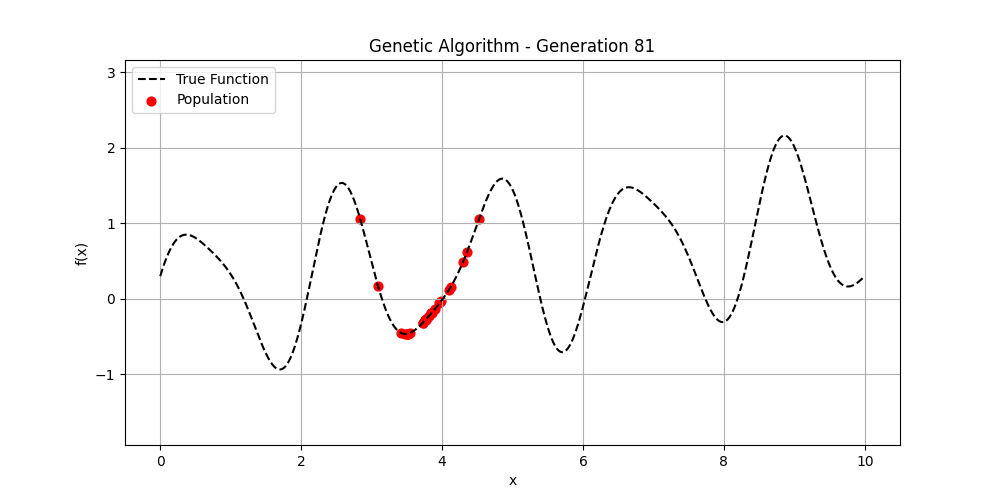 Genetic Algorithm - Generation 81
True Function
Population
f(x)
3
2
1
0
−1
0 2 4 6 8 10
x